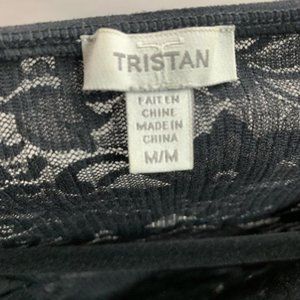 TRISTAN
FAIT EN
CHINE
MADE IN
CHINA
M/M